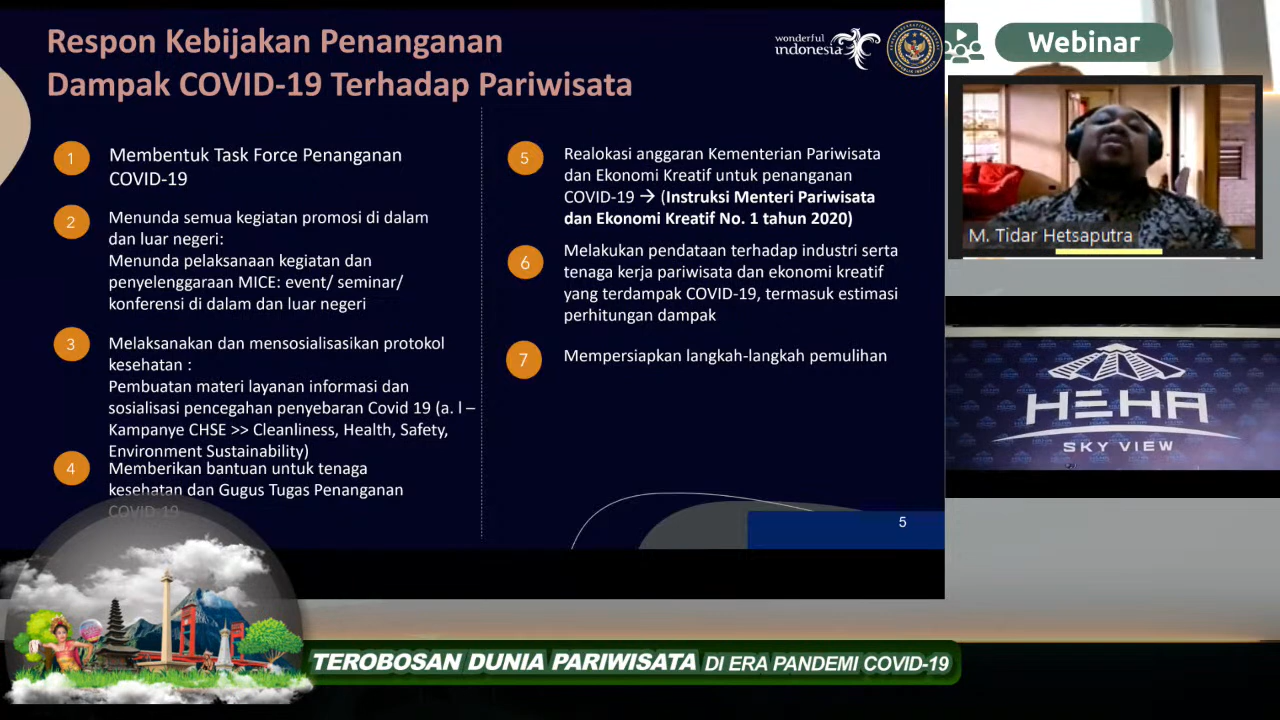 Respon Kebijakan Penanganan
Dampak COVID-19 Terhadap Pariwisata
wonderful
indonesia
Webinar
1
Membentuk Task Force Penanganan
COVID-19
2
Menunda semua kegiatan promosi di dalam
dan luar negeri:
Menunda pelaksanaan kegiatan dan
penyelenggaraan MICE: event/ seminar/
konferensi di dalam dan luar negeri
3
Melaksanakan dan mensosialisasikan protokol
kesehatan :
Pembuatan materi layanan informasi dan
sosialisasi pencegahan penyebaran Covid 19 (a. l –
Kampanye CHSE >> Cleanliness, Health, Safety,
Environment Sustainability)
4
Memberikan bantuan untuk tenaga
kesehatan dan Gugus Tugas Penanganan
COVID-19
5
Realokasi anggaran Kementerian Pariwisata
dan Ekonomi Kreatif untuk penanganan
COVID-19 → (Instruksi Menteri Pariwisata
dan Ekonomi Kreatif No. 1 tahun 2020)
6
Melakukan pendataan terhadap industri serta
tenaga kerja pariwisata dan ekonomi kreatif
yang terdampak COVID-19, termasuk estimasi
perhitungan dampak
7
Mempersiapkan langkah-langkah pemulihan
5
M. Tidar Hetsaputra
HEHA
SKY VIEW
TEROBOSAN DUNIA PARIWISATA DI ERA PANDEMI COVID-19